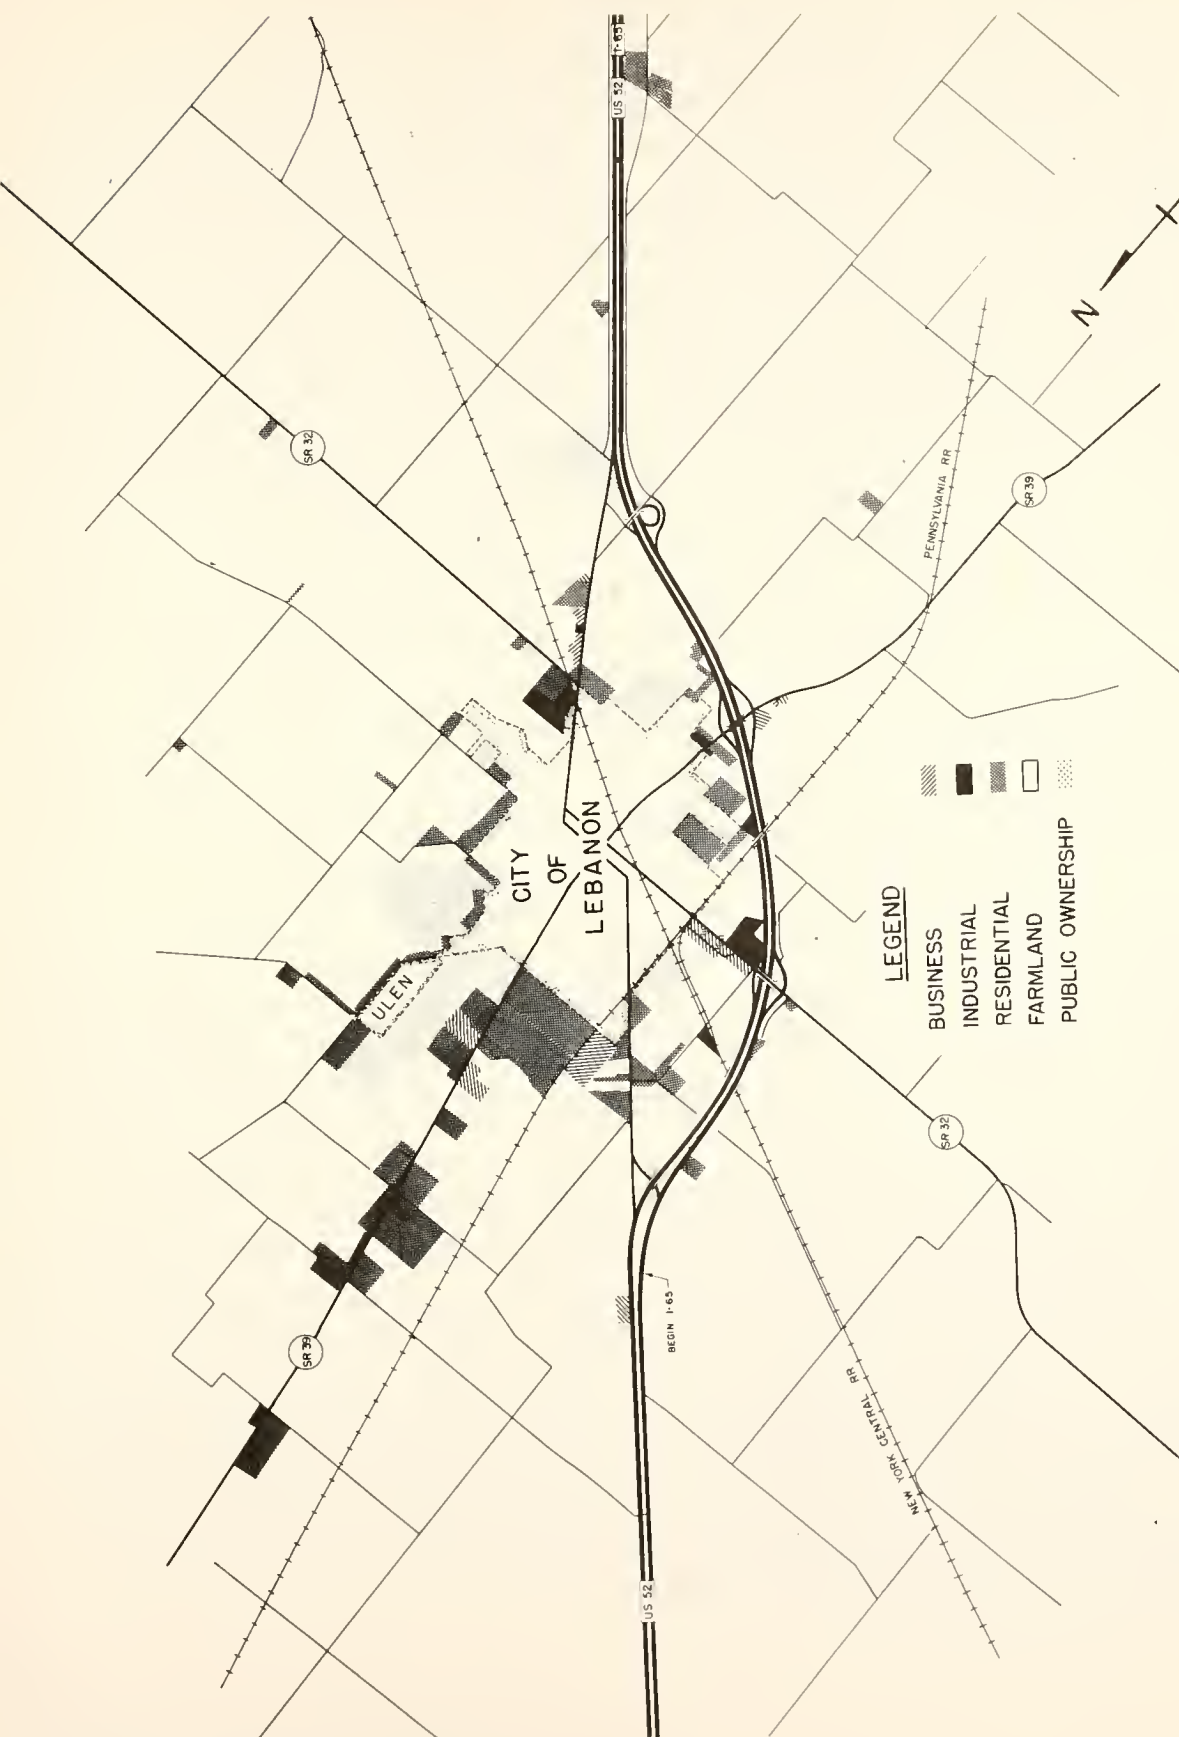 I-65
US 52
SR 32
N
PENNSYLVANIA RR
SR 39
CITY
OF
LEBANON
ULEN
LEGEND
BUSINESS
INDUSTRIAL
RESIDENTIAL
FARMLAND
PUBLIC OWNERSHIP
SR 32
BEGIN I-65
SR 39
NEW YORK CENTRAL RR
US 52